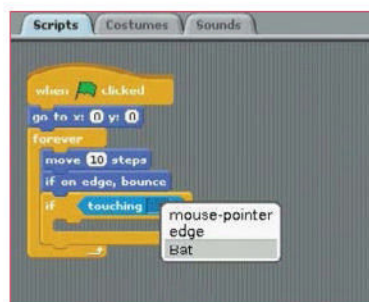 Scripts Costumes Sounds
when clicked
go to x: 0 y: 0
forever
move 10 steps
if on edge, bounce
if touching
mouse-pointer
edge
Bat